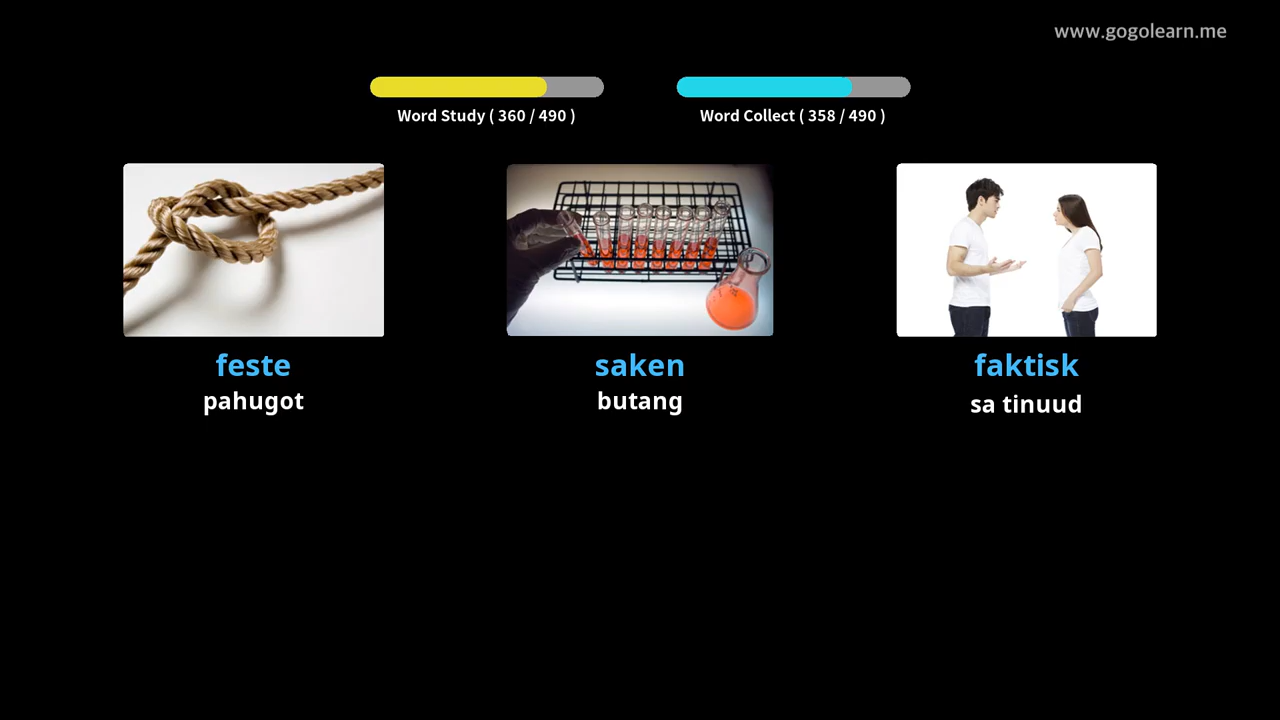 www.gogolearn.me
Word Study ( 360 / 490 )
Word Collect ( 358 / 490 )
feste
pahugot
saken
butang
faktisk
sa tinuud